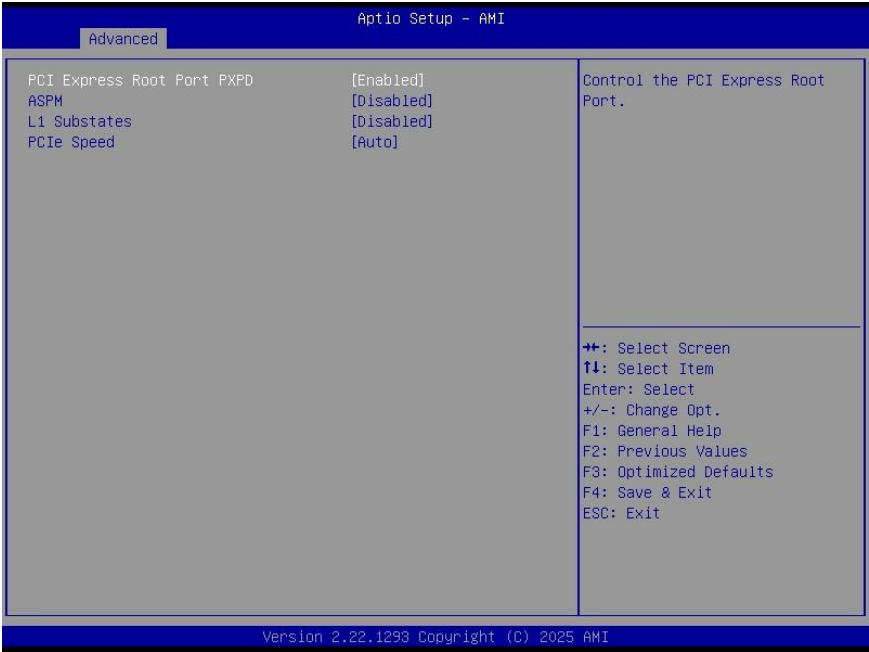 Aptio Setup – AMI
Advanced
PCI Express Root Port PXPD [Enabled]
ASPM [Disabled]
L1 Substates [Disabled]
PCIe Speed [Auto]
Control the PCI Express Root
Port.
→←: Select Screen
↑↓: Select Item
Enter: Select
+/-: Change Opt.
F1: General Help
F2: Previous Values
F3: Optimized Defaults
F4: Save & Exit
ESC: Exit
Version 2.22.1293 Copyright (C) 2025 AMI